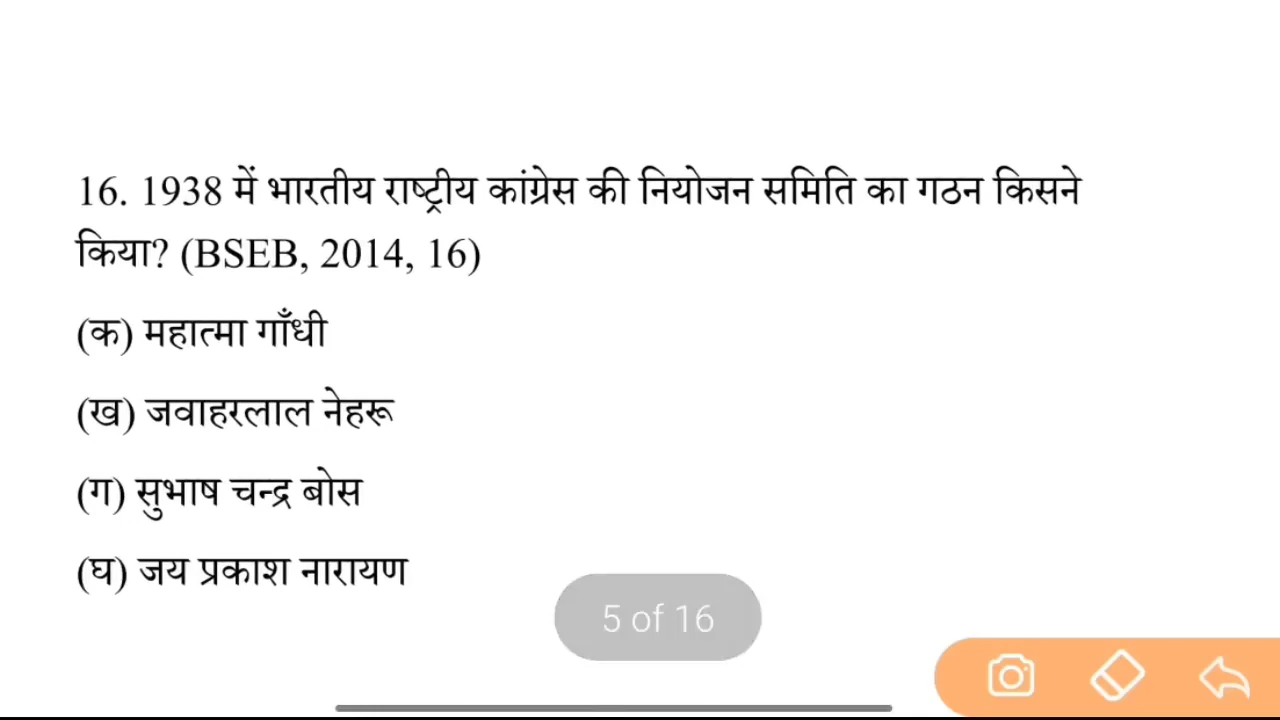 16. 1938 में भारतीय राष्ट्रीय कांग्रेस की नियोजन समिति का गठन किसने
किया? (BSEB, 2014, 16)
(क) महात्मा गाँधी
(ख) जवाहरलाल नेहरू
(ग) सुभाष चन्द्र बोस
(घ) जय प्रकाश नारायण
5 of 16